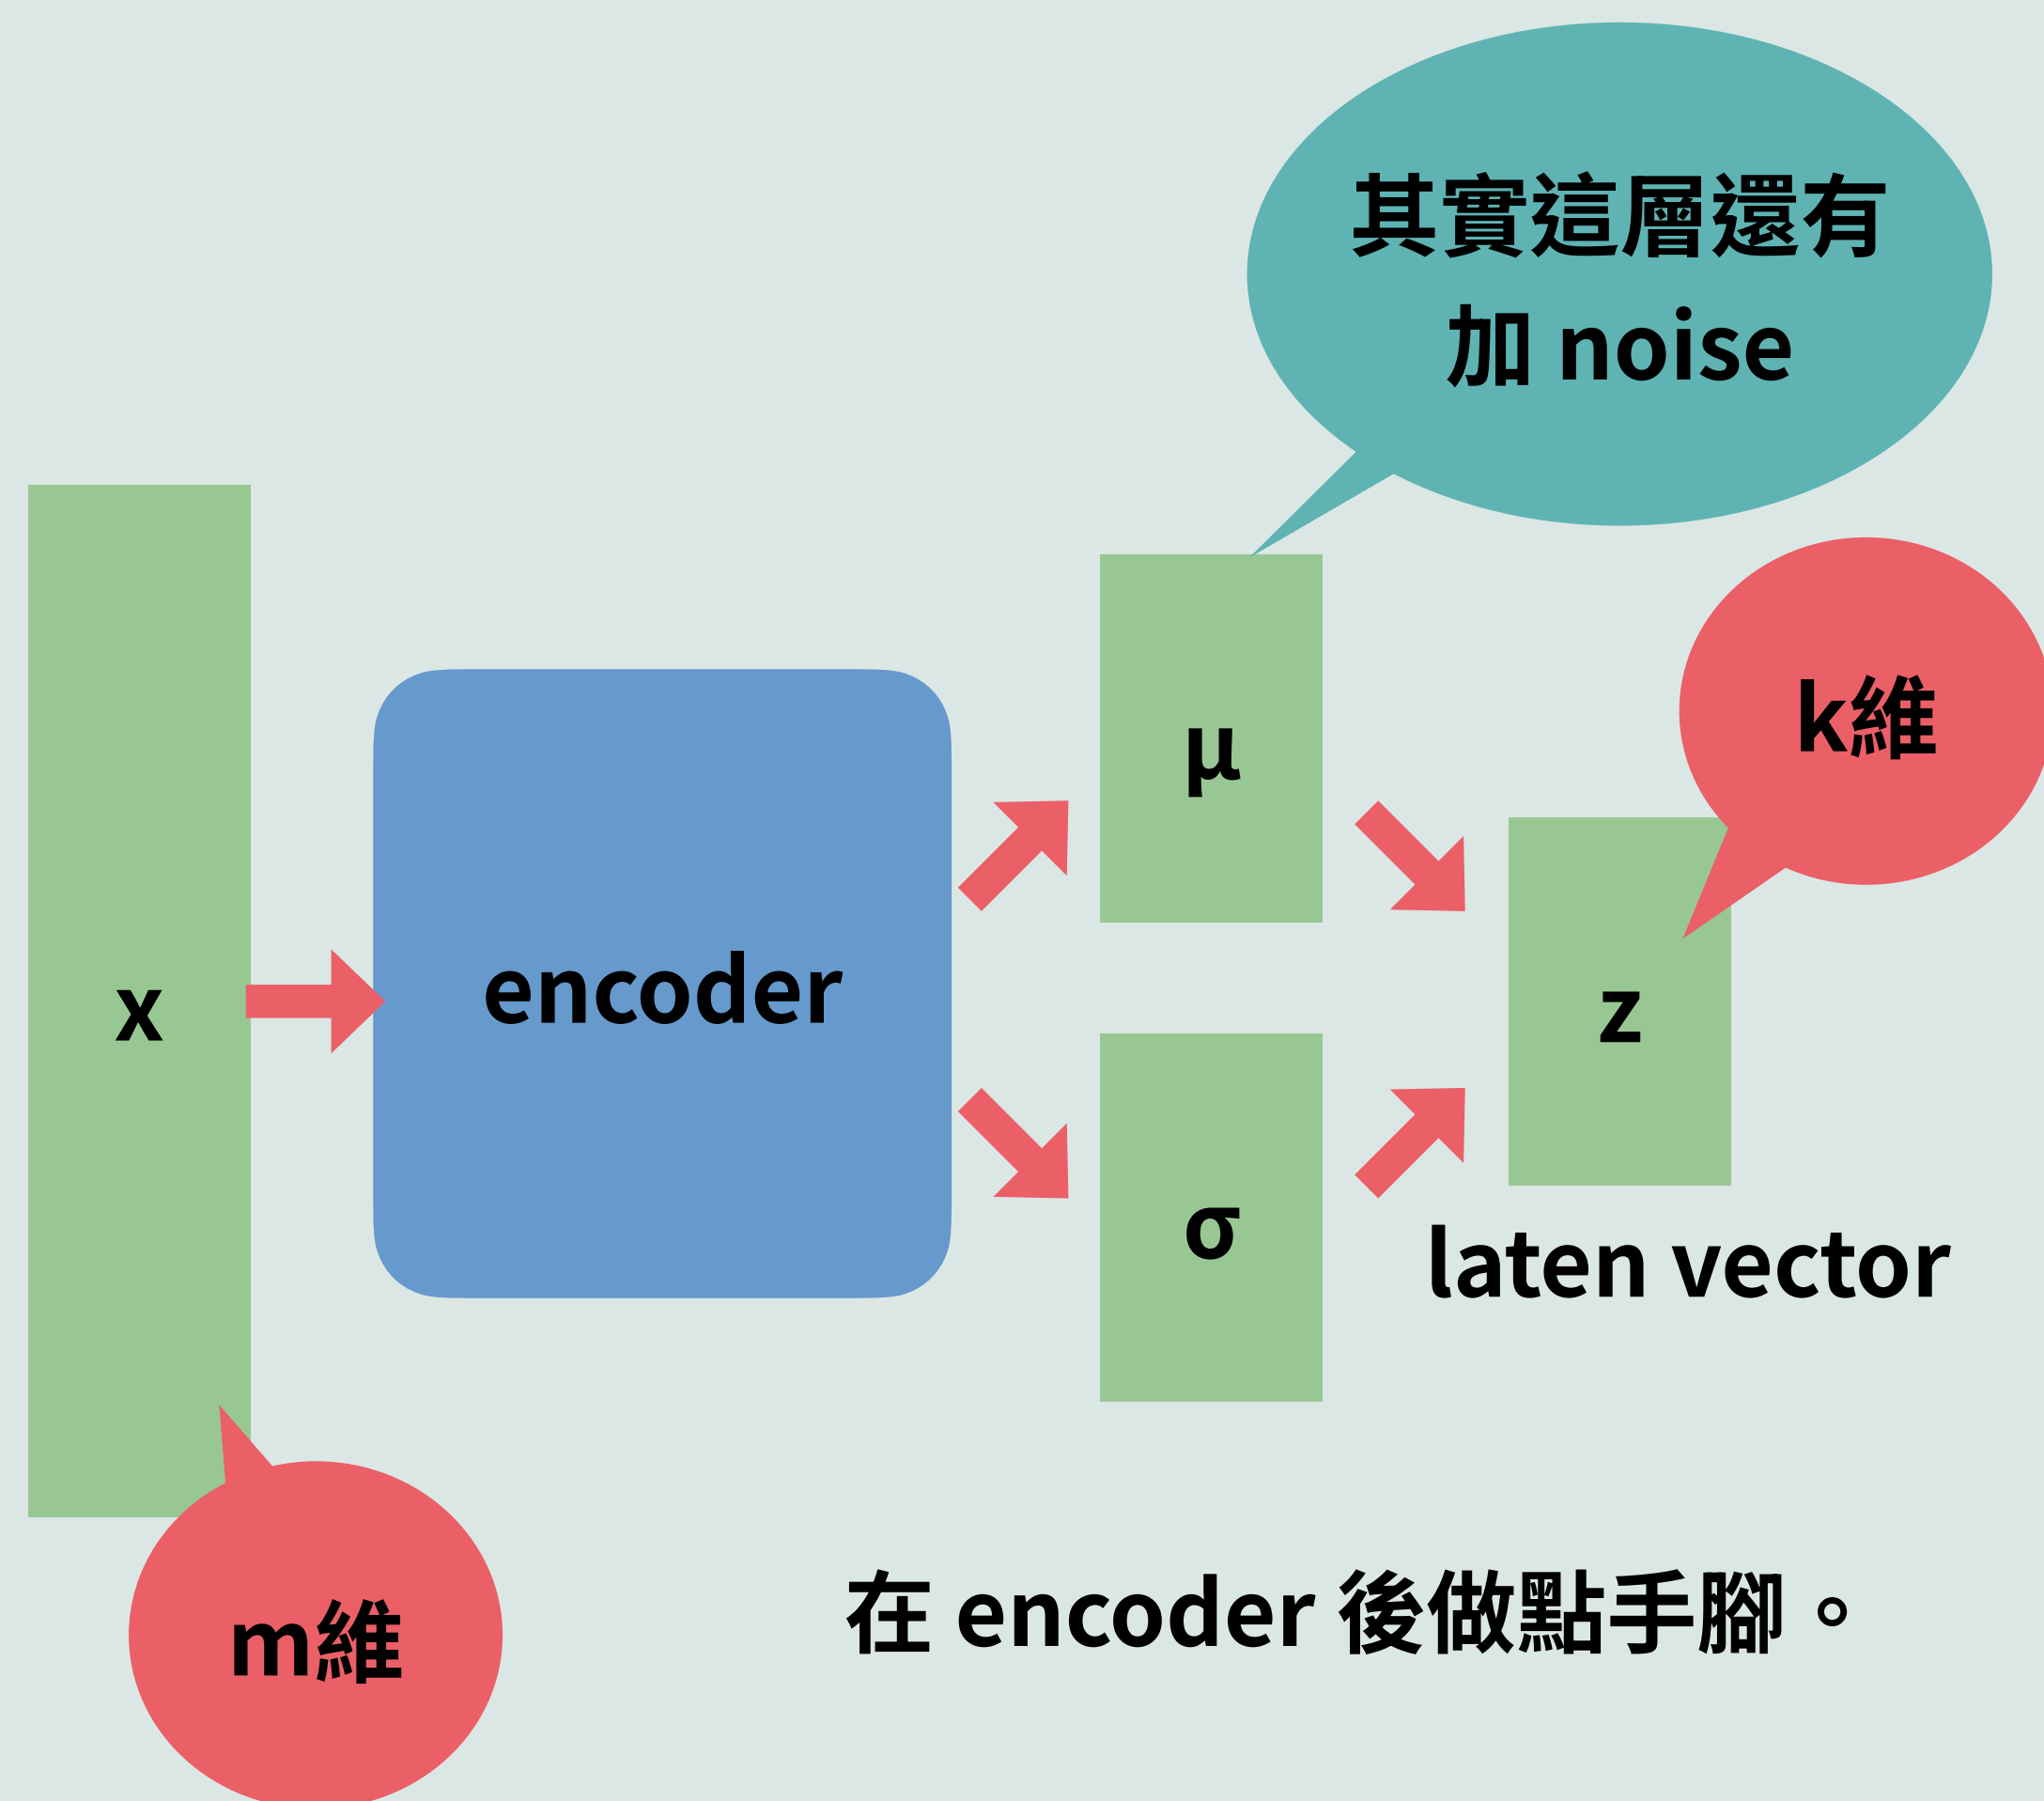 其實這層還有
加 noise
k維
μ
x
encoder
z
σ
laten vector
m維
在 encoder 後做點手腳。